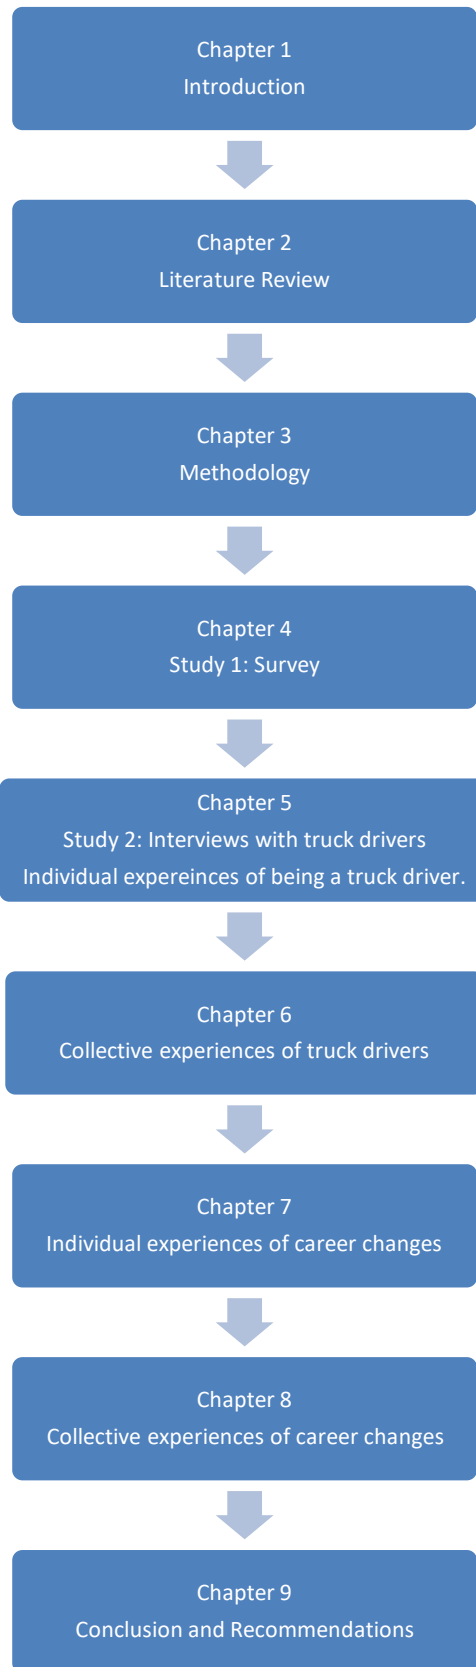 Chapter 1
Introduction
Chapter 2
Literature Review
Chapter 3
Methodology
Chapter 4
Study 1: Survey
Chapter 5
Study 2: Interviews with truck drivers
Individual expereinces of being a truck driver.
Chapter 6
Collective experiences of truck drivers
Chapter 7
Individual experiences of career changes
Chapter 8
Collective experiences of career changes
Chapter 9
Conclusion and Recommendations